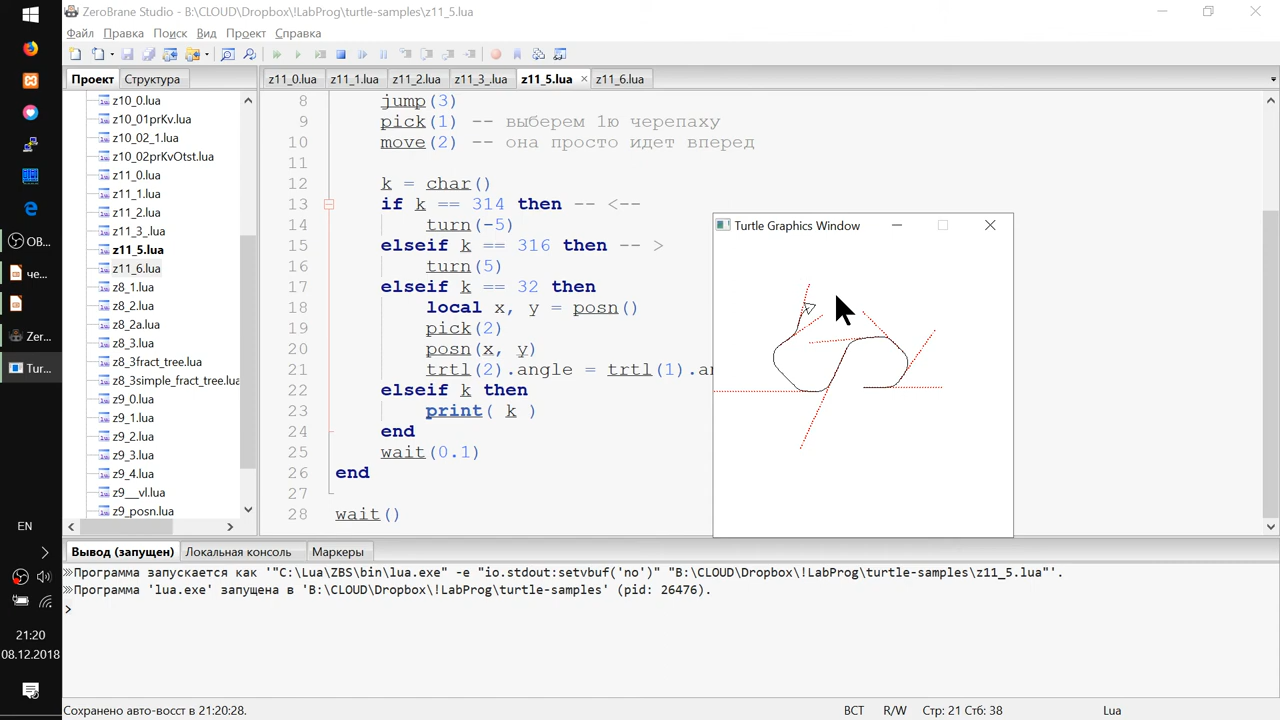 ZeroBrane Studio - B:\CLOUD\Dropbox\!LabProg\turtle-samples\z11_5.lua
Файл Правка Поиск Вид Проект Справка
Проект Структура
z11_0.lua z11_1.lua z11_2.lua z11_3_.lua z11_5.lua z11_6.lua
z10_0.lua
z10_01prKv.lua
z10_02_1.lua
z10_02prKvOtst.lua
z11_0.lua
z11_1.lua
z11_2.lua
z11_3_.lua
z11_5.lua
z11_6.lua
z8_1.lua
z8_2.lua
z8_2a.lua
z8_3.lua
z8_3fract_tree.lua
z8_3simple_fract_tree.lua
z9_0.lua
z9_1.lua
z9_2.lua
z9_3.lua
z9_4.lua
z9__vl.lua
z9_posn.lua
8 jump(3)
9 pick(1) -- выберем 1ю черепаху
10 move(2) -- она просто идет вперед
11
12 k = char()
13 if k == 314 then -- <--
14 turn(-5)
15 elseif k == 316 then -- >
16 turn(5)
17 elseif k == 32 then
18 local x, y = posn()
19 pick(2)
20 posn(x, y)
21 trtl(2).angle = trtl(1).an
22 elseif k then
23 print( k )
24 end
25 wait(0.1)
26 end
27
28 wait()
Turtle Graphics Window
Вывод (запущен) Локальная консоль Маркеры
Программа запускается как '"C:\Lua\ZBS\bin\lua.exe" -e "io.stdout:setvbuf('no')" "B:\CLOUD\Dropbox\!LabProg\turtle-samples\z11_5.lua"'.
Программа 'lua.exe' запущена в 'B:\CLOUD\Dropbox\!LabProg\turtle-samples' (pid: 26476).
>
OB
че...
Zer...
Tur...
EN
21:20
08.12.2018
Сохранено авто-восст в 21:20:28.
ВСТ R/W Стр: 21 Стб: 38 Lua